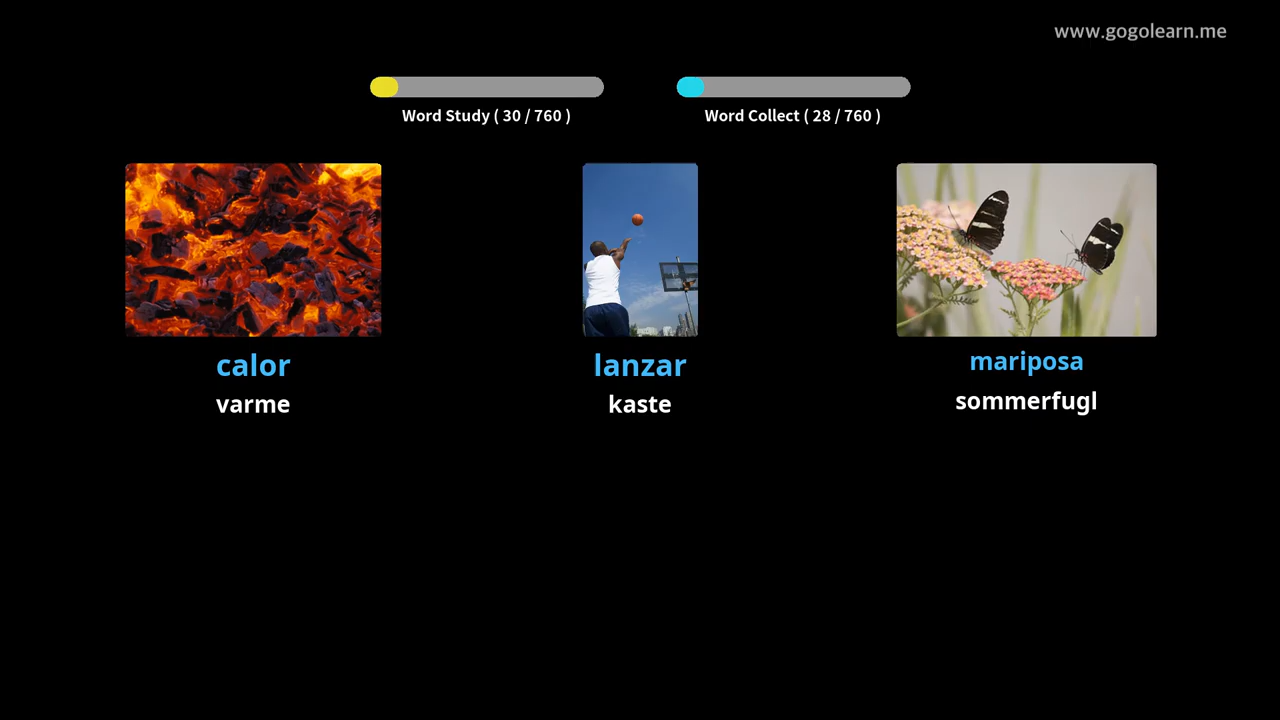 www.gogolearn.me
Word Study ( 30 / 760 )
Word Collect ( 28 / 760 )
calor
lanzar
mariposa
varme
kaste
sommerfugl